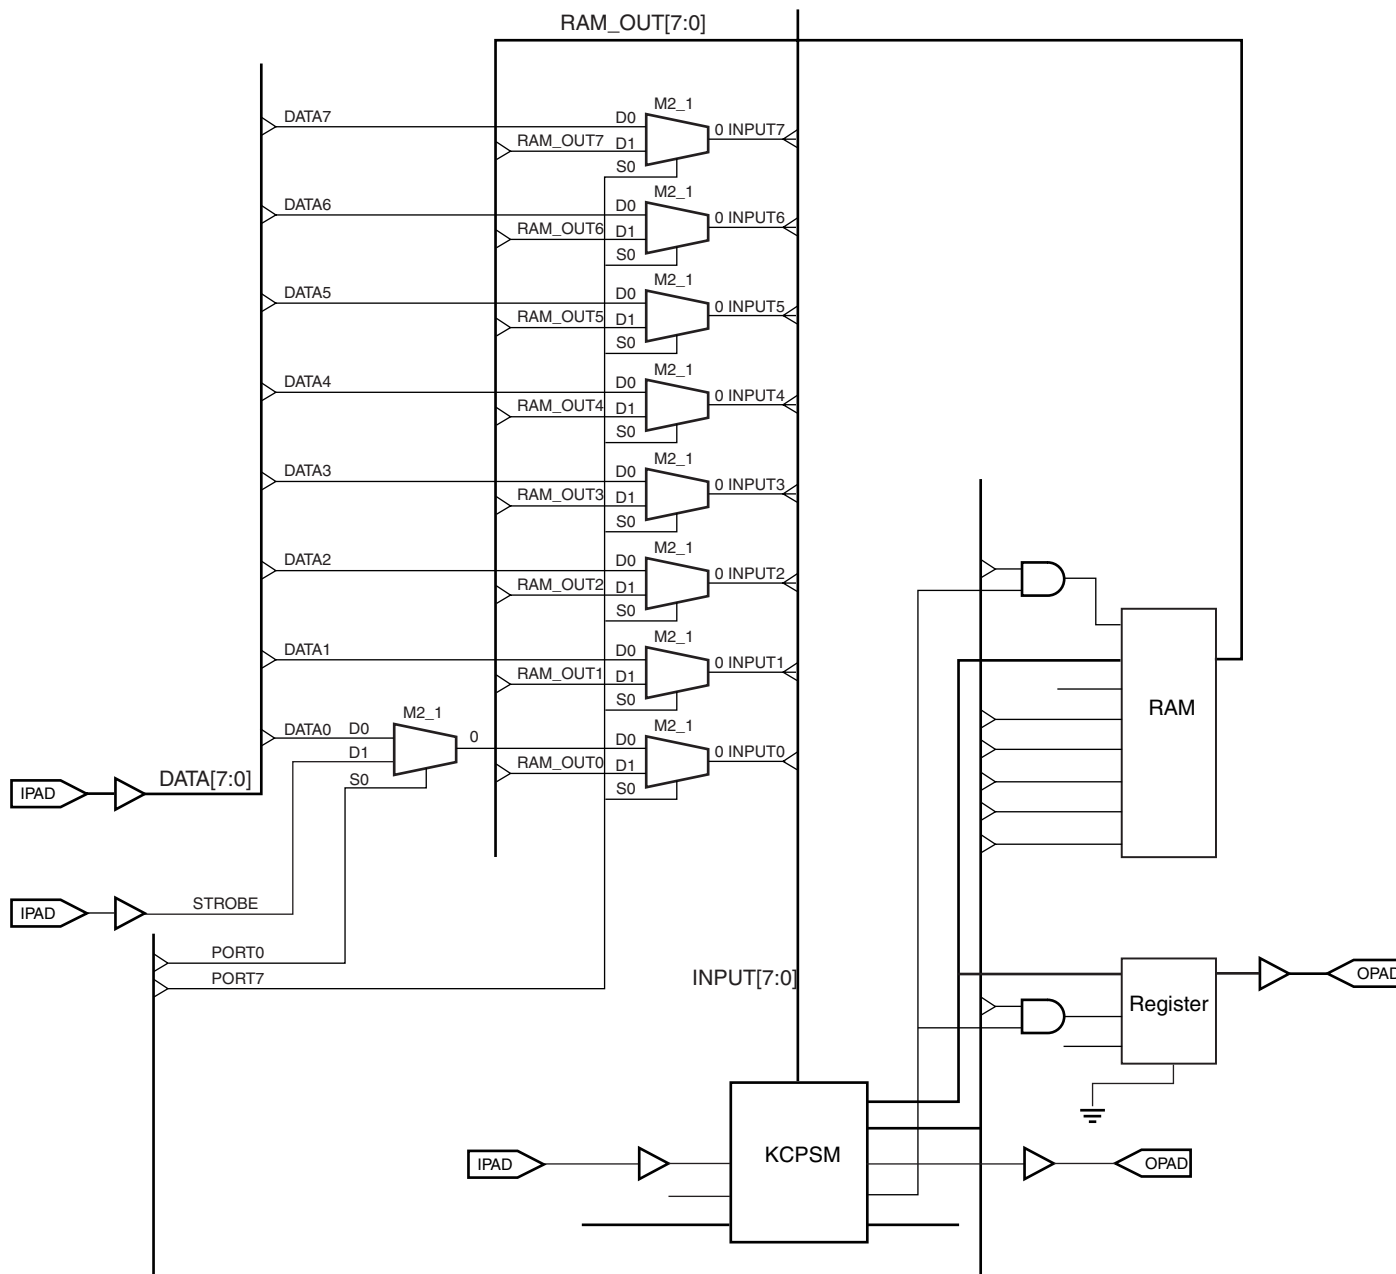 RAM_OUT[7:0]
M2_1
DATA7 D0
RAM_OUT7 D1 0 INPUT7
S0
M2_1
DATA6 D0
RAM_OUT6 D1 0 INPUT6
S0
M2_1
DATA5 D0
RAM_OUT5 D1 0 INPUT5
S0
M2_1
DATA4 D0
RAM_OUT4 D1 0 INPUT4
S0
M2_1
DATA3 D0
RAM_OUT3 D1 0 INPUT3
S0
M2_1
DATA2 D0
RAM_OUT2 D1 0 INPUT2
S0
M2_1
DATA1 D0
RAM_OUT1 D1 0 INPUT1
S0
RAM
M2_1 M2_1
DATA0 D0 0 D0
D1 RAM_OUT0 D1 0 INPUT0
S0 S0
IPAD DATA[7:0]
IPAD STROBE
PORT0
PORT7
INPUT[7:0]
OPAD
Register
KCPSM
IPAD OPAD